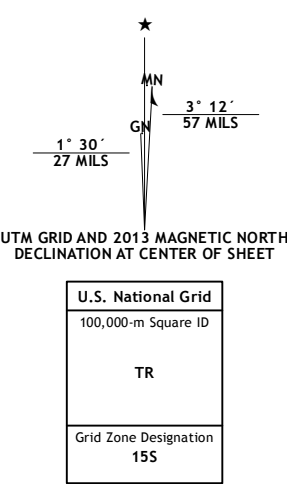 ★
MN
3° 12´
57 MILS
GN
1° 30´
27 MILS
UTM GRID AND 2013 MAGNETIC NORTH
DECLINATION AT CENTER OF SHEET
U.S. National Grid
100,000-m Square ID
TR
Grid Zone Designation
15S